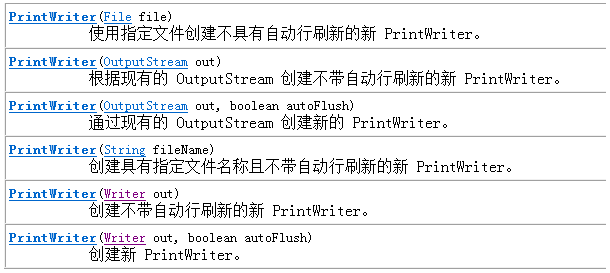 PrintWriter(File file)
使用指定文件创建不具有自动行刷新的新 PrintWriter。
PrintWriter(OutputStream out)
根据现有的 OutputStream 创建不带自动行刷新的新 PrintWriter。
PrintWriter(OutputStream out, boolean autoFlush)
通过现有的 OutputStream 创建新的 PrintWriter。
PrintWriter(String fileName)
创建具有指定文件名称且不带自动行刷新的新 PrintWriter。
PrintWriter(Writer out)
创建不带自动行刷新的新 PrintWriter。
PrintWriter(Writer out, boolean autoFlush)
创建新 PrintWriter。